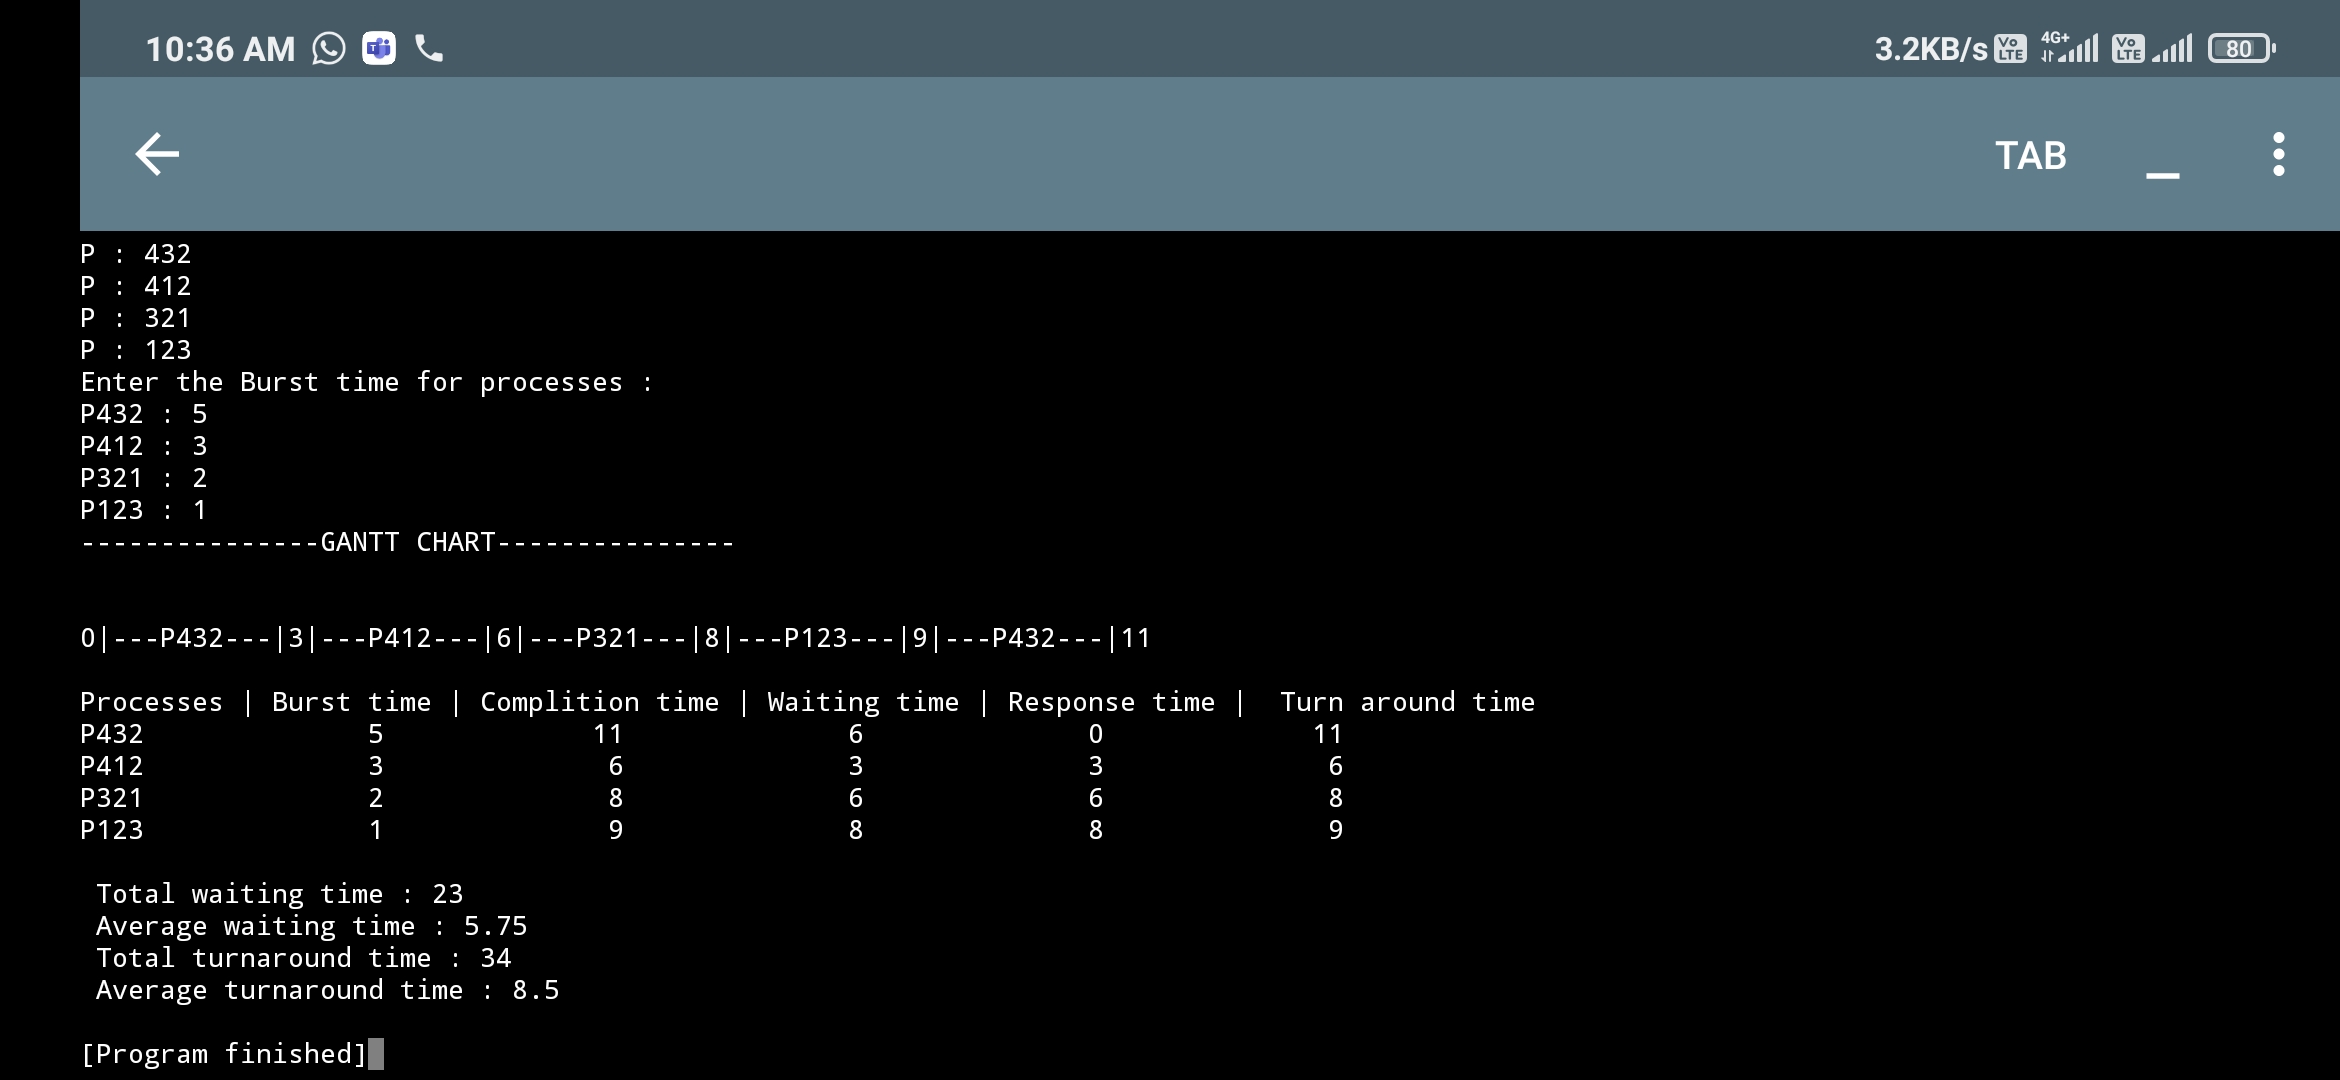 10:36 AM 3.2KB/s Vo LTE 4G+ Vo LTE 80
TAB _
P : 432
P : 412
P : 321
P : 123
Enter the Burst time for processes :
P432 : 5
P412 : 3
P321 : 2
P123 : 1
---------------GANTT CHART---------------
0|---P432---|3|---P412---|6|---P321---|8|---P123---|9|---P432---|11
Processes | Burst time | Complition time | Waiting time | Response time |  Turn around time
P432              5             11              6              0             11
P412              3              6              3              3              6
P321              2              8              6              6              8
P123              1              9              8              8              9
Total waiting time : 23
Average waiting time : 5.75
Total turnaround time : 34
Average turnaround time : 8.5
[Program finished]